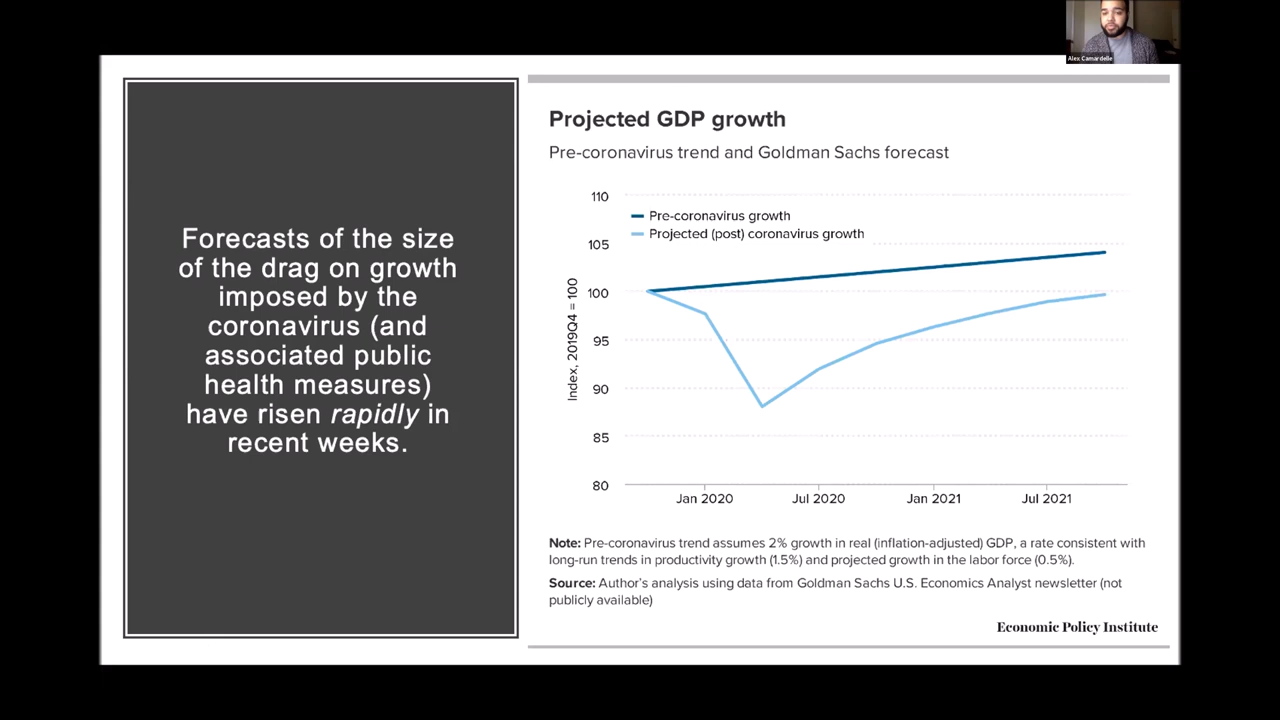 Alex Camardelle
Forecasts of the size
of the drag on growth
imposed by the
coronavirus (and
associated public
health measures)
have risen rapidly in
recent weeks.
Projected GDP growth
Pre-coronavirus trend and Goldman Sachs forecast
110
105
100
95
90
85
80
Index, 2019Q4 = 100
Pre-coronavirus growth
Projected (post) coronavirus growth
Jan 2020
Jul 2020
Jan 2021
Jul 2021
Note: Pre-coronavirus trend assumes 2% growth in real (inflation-adjusted) GDP, a rate consistent with
long-run trends in productivity growth (1.5%) and projected growth in the labor force (0.5%).
Source: Author's analysis using data from Goldman Sachs U.S. Economics Analyst newsletter (not
publicly available)
Economic Policy Institute